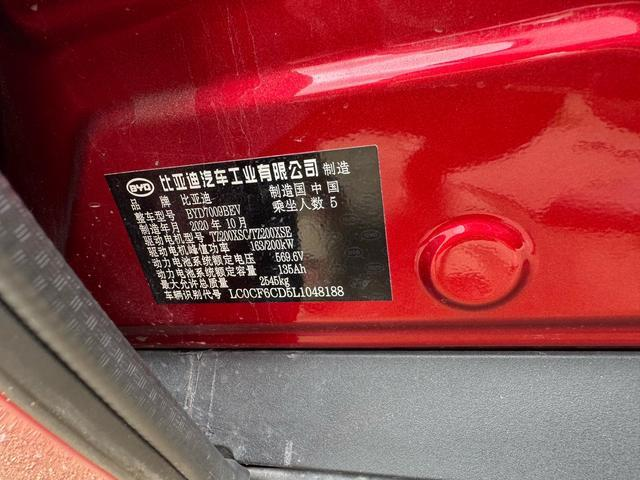 BYD 比亚迪汽车工业有限公司 制造
品 牌 比亚迪 制造国 中 国
整车型号 BYD7009BEV 乘坐人数 5
制造年月 2020 年 10 月
驱动电机型号 TZ200XSC/TZ200XSE
驱动电机峰值功率 163/200kW
动力电池系统额定电压 569.6V
动力电池系统额定容量 135Ah
最大允许总质量 2545kg
车辆识别代号 LC0CF6CD5L1048188